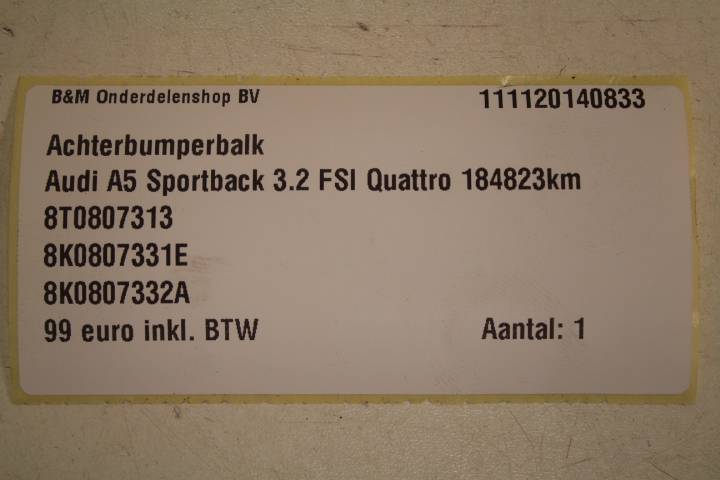 B&M Onderdelenshop BV 111120140833
Achterbumperbalk
Audi A5 Sportback 3.2 FSI Quattro 184823km
8T0807313
8K0807331E
8K0807332A
99 euro inkl. BTW Aantal: 1